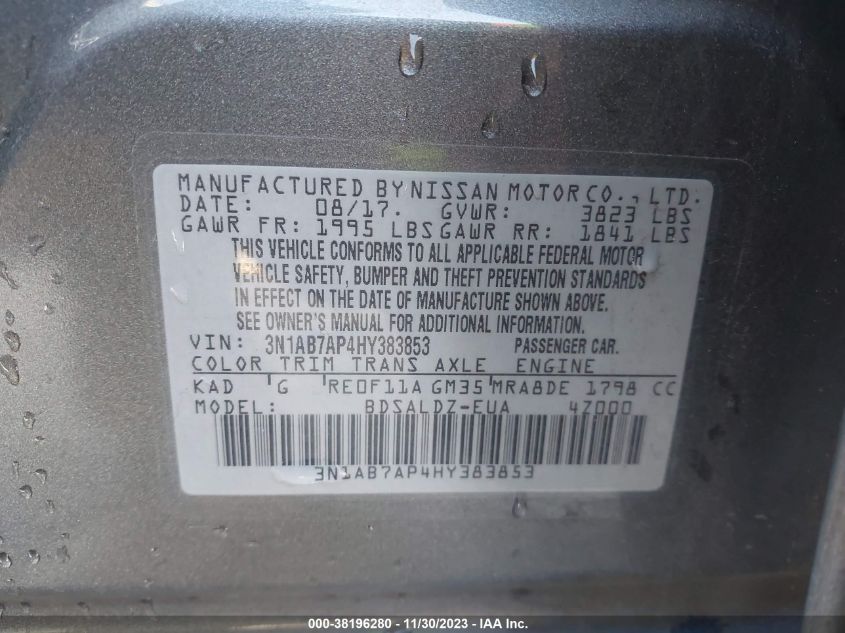 MANUFACTURED BY NISSAN MOTOR CO., LTD.
DATE: 08/17. GVWR: 3823 LBS
GAWR FR: 1995 LBS GAWR RR: 1841 LBS
THIS VEHICLE CONFORMS TO ALL APPLICABLE FEDERAL MOTOR
VEHICLE SAFETY, BUMPER AND THEFT PREVENTION STANDARDS
IN EFFECT ON THE DATE OF MANUFACTURE SHOWN ABOVE.
SEE OWNER'S MANUAL FOR ADDITIONAL INFORMATION.
VIN: 3N1AB7AP4HY383853 PASSENGER CAR.
COLOR TRIM TRANS AXLE ENGINE
KAD G RE0F11A GM35 MRA8DE 1798 CC
MODEL: BDSALDZ-EUA 4Z000
3N1AB7AP4HY383853
000-38196280 - 11/30/2023 - IAA Inc.